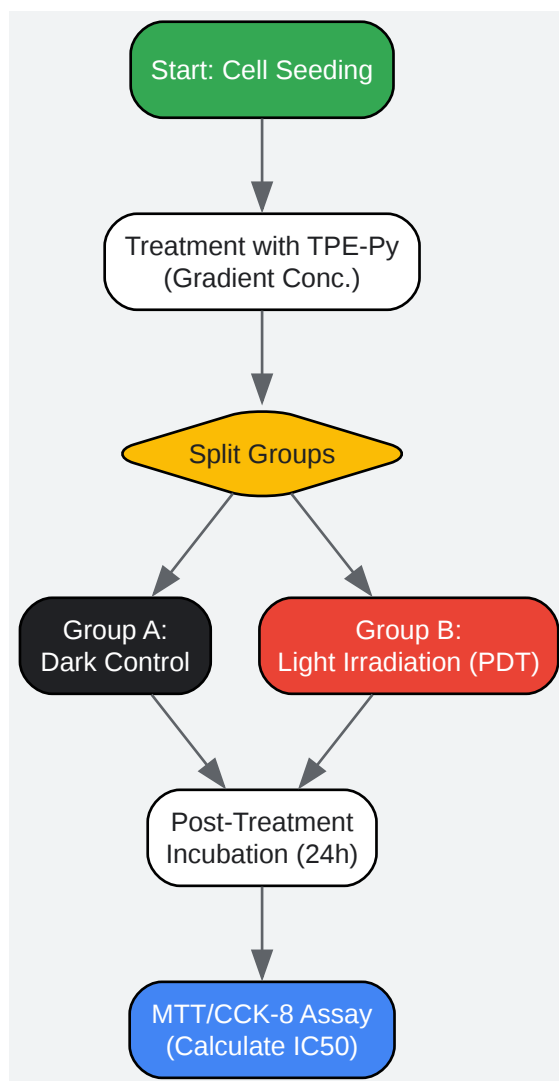 Start: Cell Seeding
Treatment with TPE-Py
(Gradient Conc.)
Split Groups
Group A:
Dark Control
Group B:
Light Irradiation (PDT)
Post-Treatment
Incubation (24h)
MTT/CCK-8 Assay
(Calculate IC50)